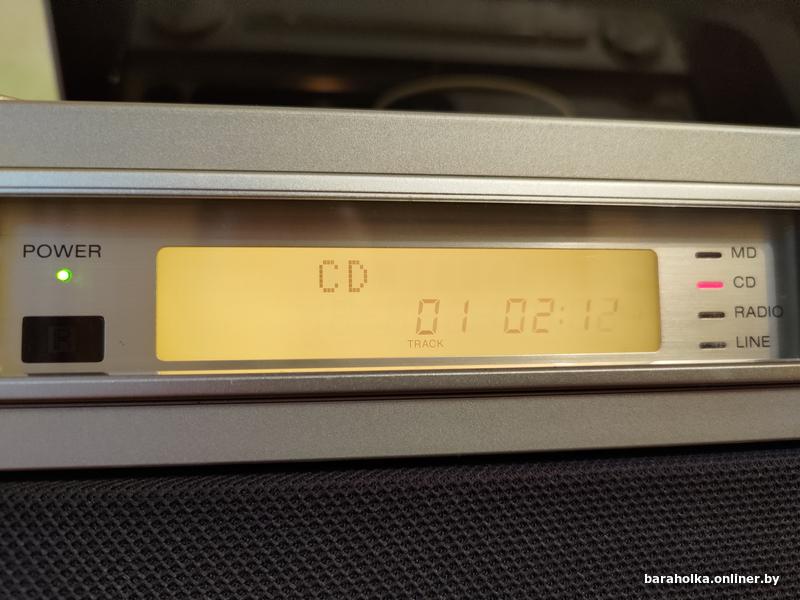 POWER
CD
01 02:12
TRACK
MD
CD
RADIO
LINE
baraholka.onliner.by